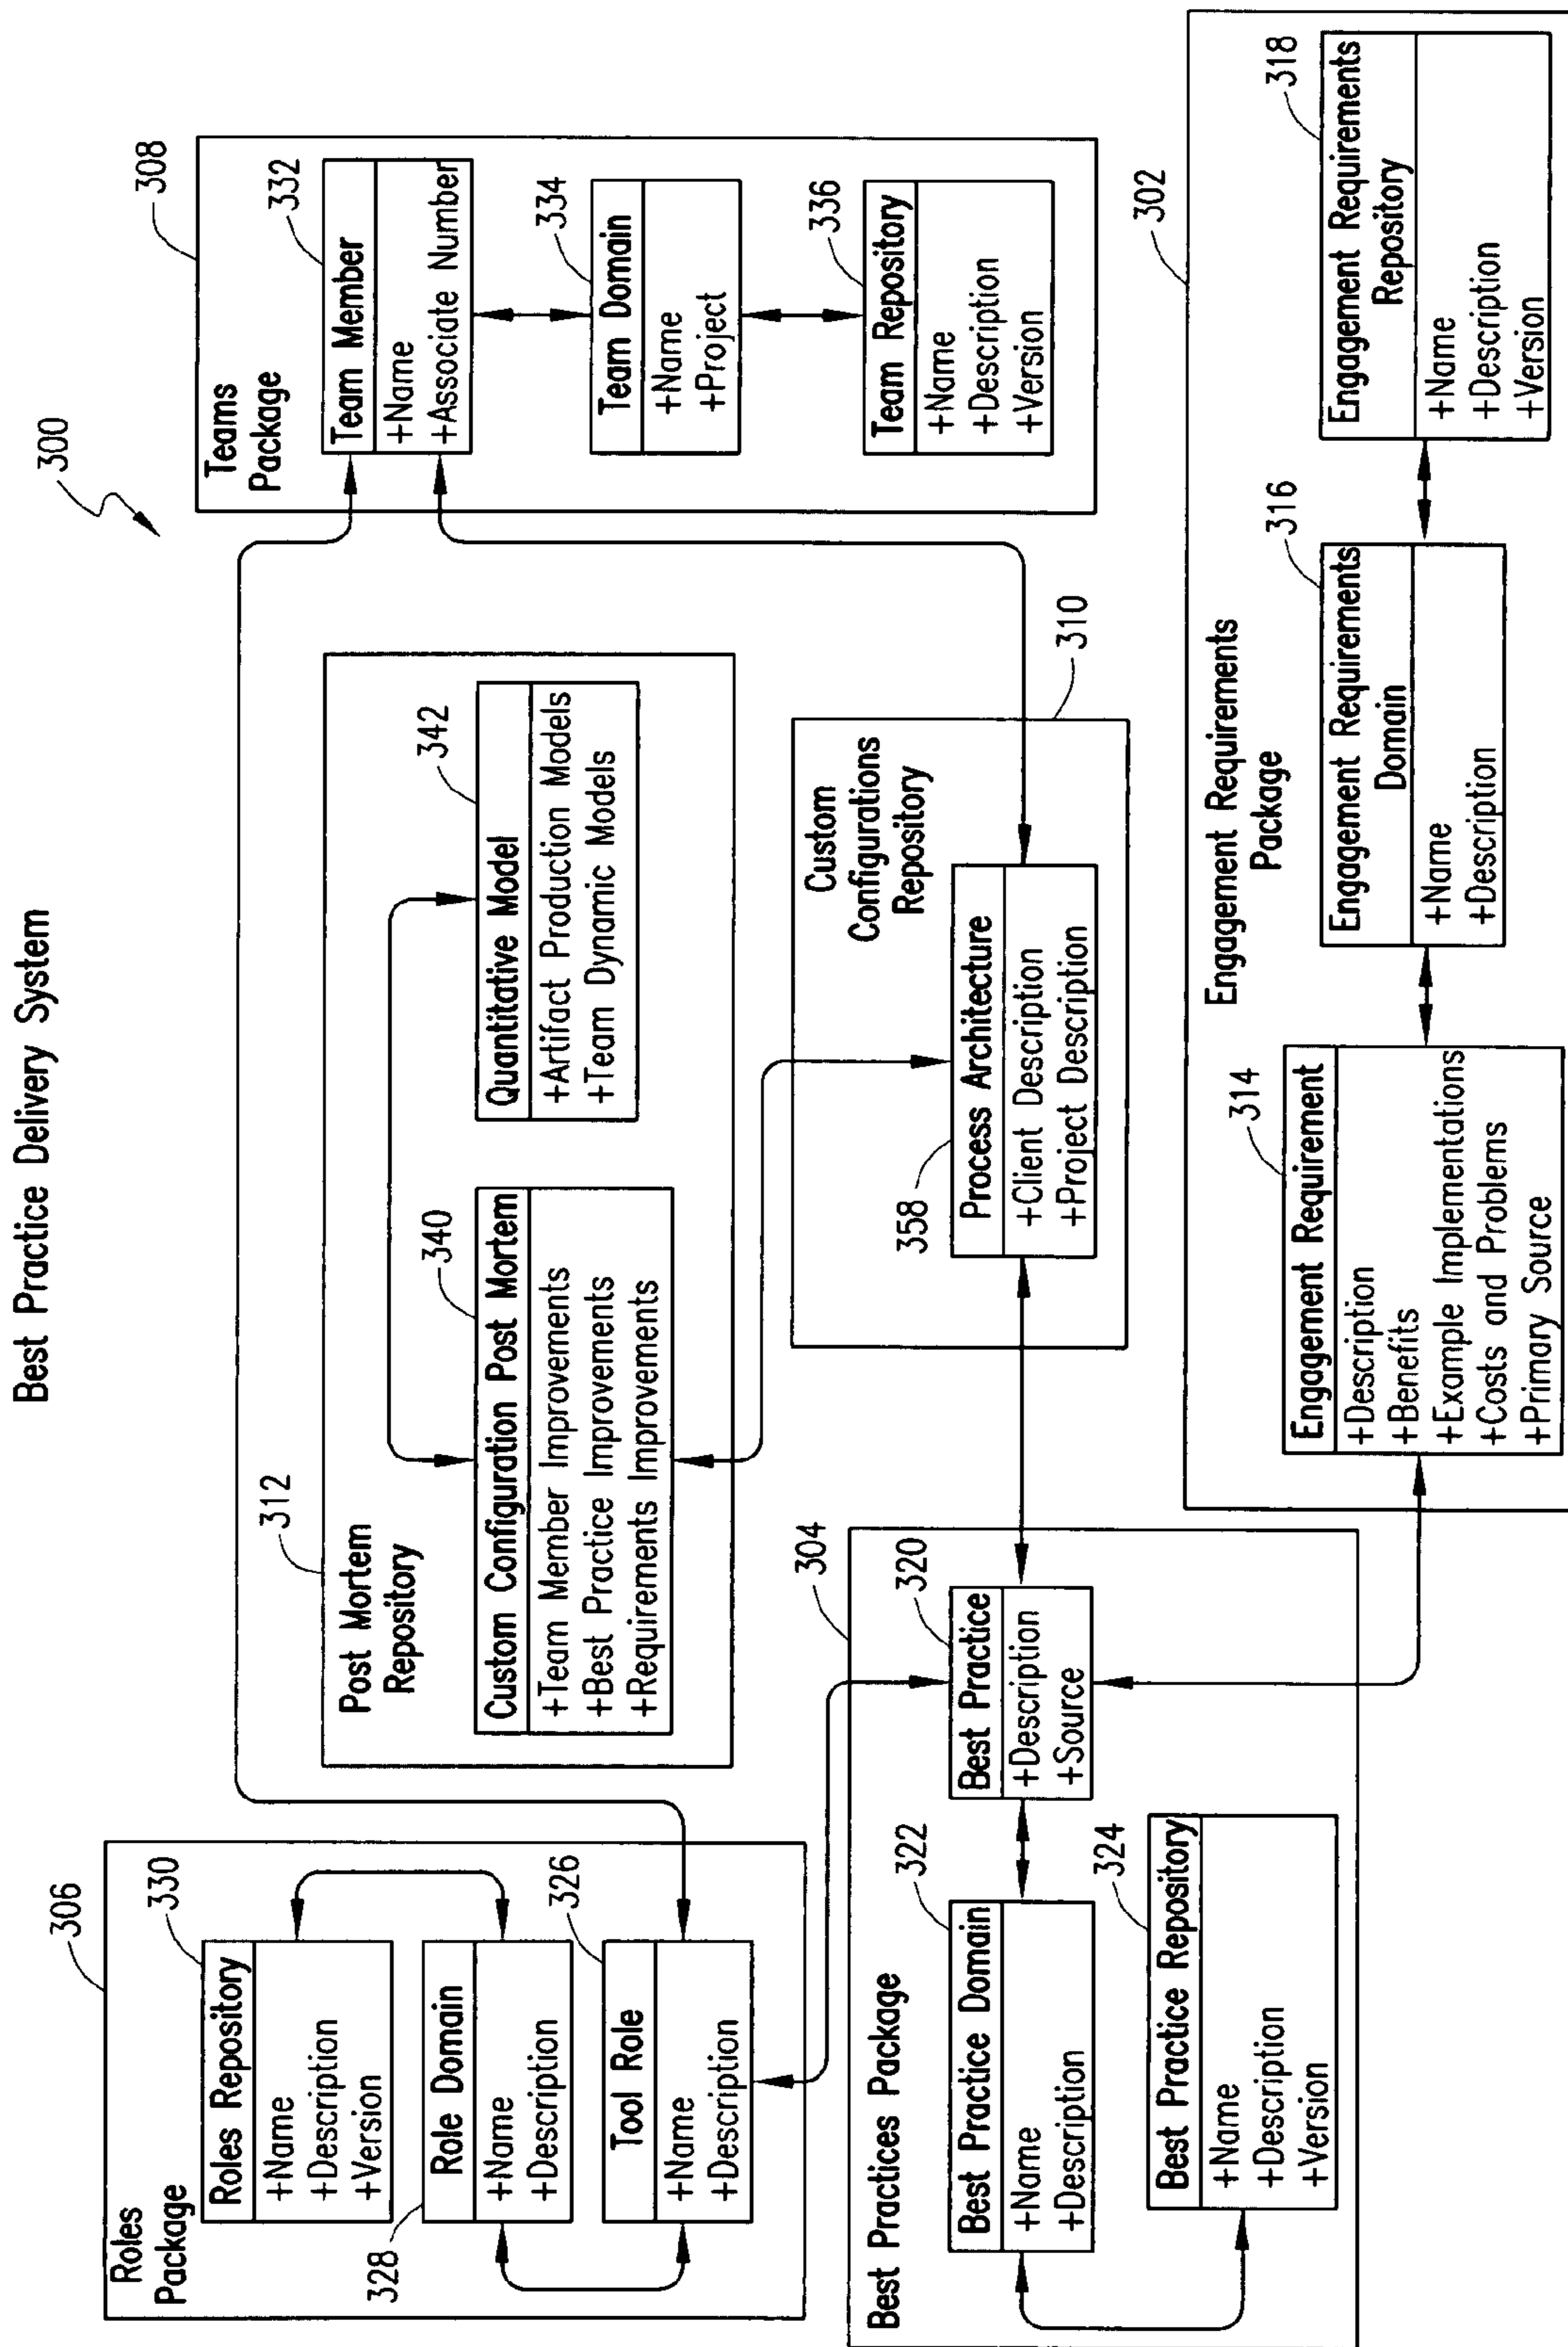 Best Practice Delivery System
300
306
Roles
Package
330
Roles Repository
+Name
+Description
+Version
328
Role Domain
+Name
+Description
326
Tool Role
+Name
+Description
312
Post Mortem
Repository
340
Custom Configuration Post Mortem
+Team Member Improvements
+Best Practice Improvements
+Requirements Improvements
342
Quantitative Model
+Artifact Production Models
+Team Dynamic Models
308
Teams
Package
332
Team Member
+Name
+Associate Number
334
Team Domain
+Name
+Project
336
Team Repository
+Name
+Description
+Version
304
Best Practices Package
322
Best Practice Domain
+Name
+Description
320
Best Practice
+Description
+Source
324
Best Practice Repository
+Name
+Description
+Version
310
Custom
Configurations
Repository
358
Process Architecture
+Client Description
+Project Description
302
Engagement Requirements
Package
314
Engagement Requirement
+Description
+Benefits
+Example Implementations
+Costs and Problems
+Primary Source
316
Engagement Requirements
Domain
+Name
+Description
318
Engagement Requirements
Repository
+Name
+Description
+Version